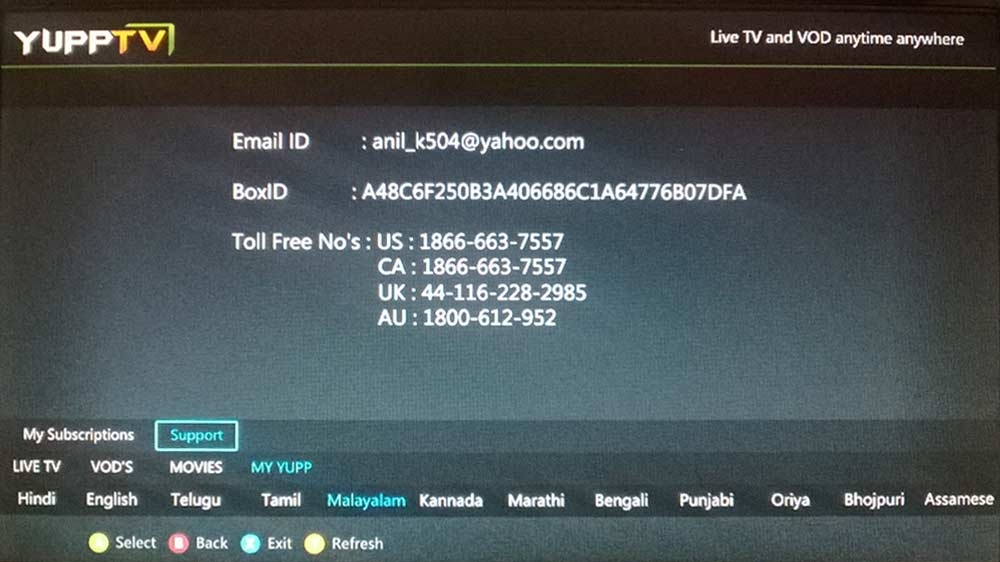 YUPPTV
Live TV and VOD anytime anywhere
Email ID : anil_k504@yahoo.com
BoxID : A48C6F250B3A406686C1A64776B07DFA
Toll Free No's : US : 1866-663-7557
CA : 1866-663-7557
UK : 44-116-228-2985
AU : 1800-612-952
My Subscriptions Support
LIVE TV VOD'S MOVIES MY YUPP
Hindi English Telugu Tamil Malayalam Kannada Marathi Bengali Punjabi Oriya Bhojpuri Assamese
Select B Back Exit Refresh